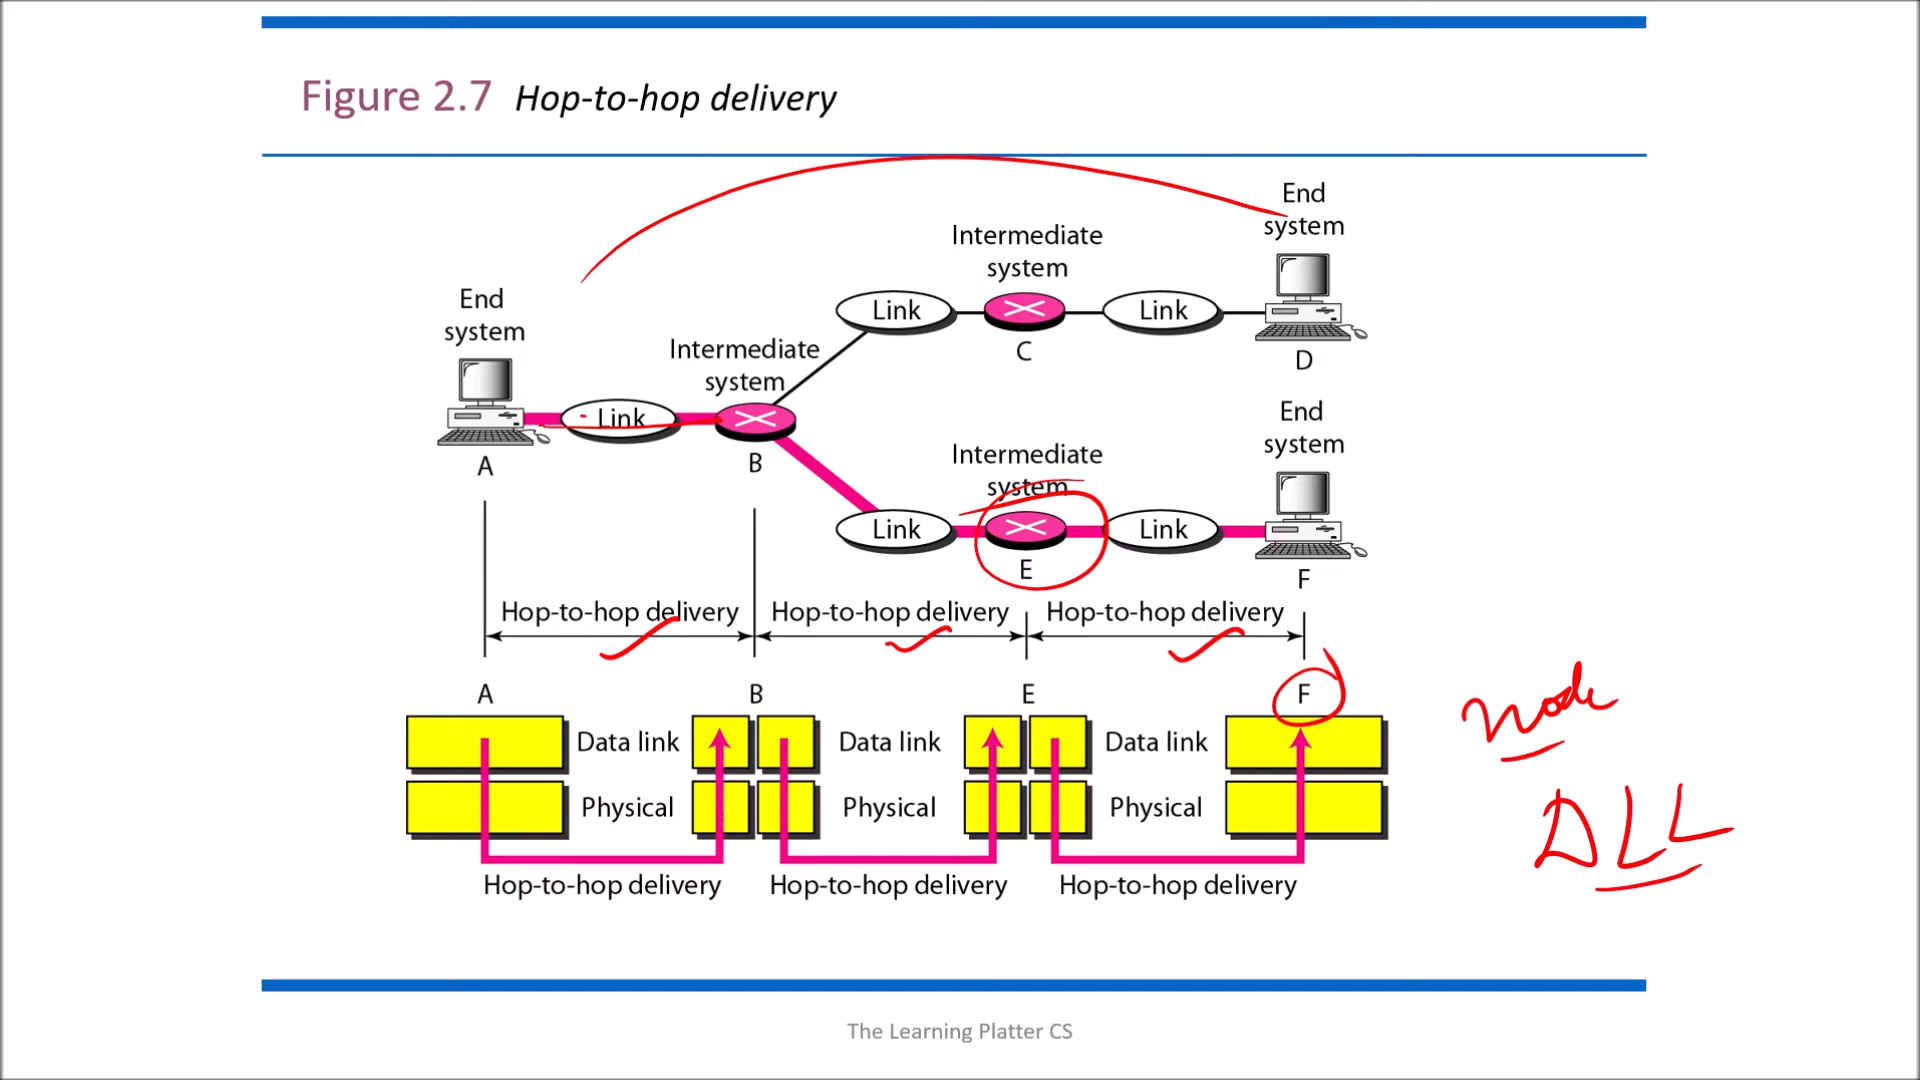 Figure 2.7 Hop-to-hop delivery
End
system
Intermediate
system
Link
Link
C
D
End
system
Intermediate
system
Link
A
B
End
system
Intermediate
system
Link
Link
E
F
Hop-to-hop delivery Hop-to-hop delivery Hop-to-hop delivery
A B E F
Data link Data link Data link
Physical Physical Physical
Hop-to-hop delivery Hop-to-hop delivery Hop-to-hop delivery
Node
DLL
The Learning Platter CS